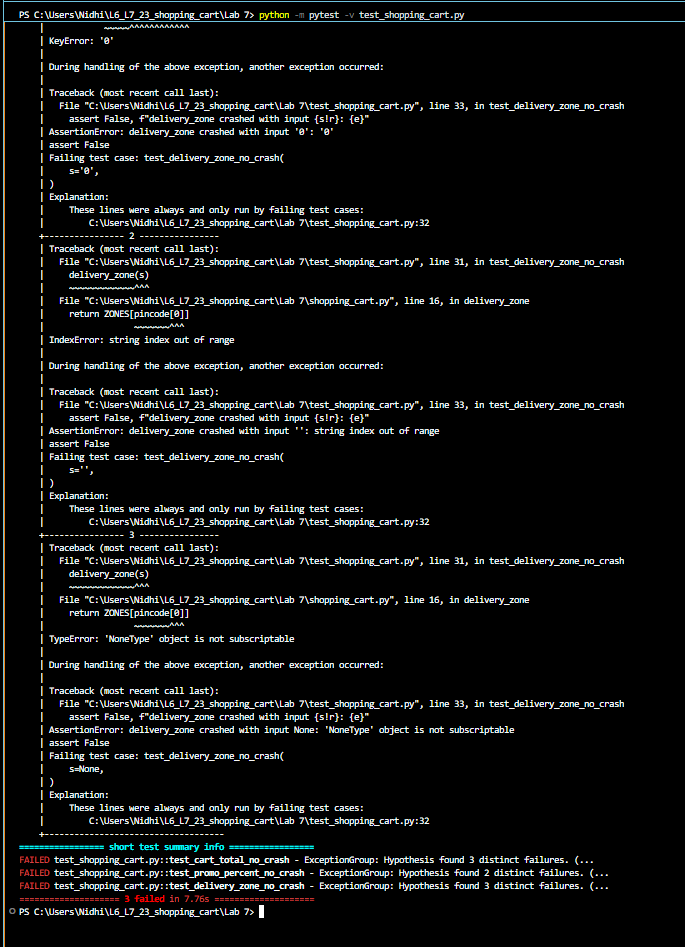 PS C:\Users\Nidhi\L6_L7_23_shopping_cart\Lab 7> python -m pytest -v test_shopping_cart.py
    |            ~~~~~^^^^^^^^^^^^
    | KeyError: '0'
    |
    | During handling of the above exception, another exception occurred:
    |
    | Traceback (most recent call last):
    |   File "C:\Users\Nidhi\L6_L7_23_shopping_cart\Lab 7\test_shopping_cart.py", line 33, in test_delivery_zone_no_crash
    |     assert False, f"delivery_zone crashed with input {s!r}: {e}"
    | AssertionError: delivery_zone crashed with input '0': '0'
    | assert False
    | Failing test case: test_delivery_zone_no_crash(
    |     s='0',
    | )
    | Explanation:
    |     These lines were always and only run by failing test cases:
    |         C:\Users\Nidhi\L6_L7_23_shopping_cart\Lab 7\test_shopping_cart.py:32
    +---------------- 2 ----------------
    | Traceback (most recent call last):
    |   File "C:\Users\Nidhi\L6_L7_23_shopping_cart\Lab 7\test_shopping_cart.py", line 31, in test_delivery_zone_no_crash
    |     delivery_zone(s)
    |     ~~~~~~~~~~~~~^^^
    |   File "C:\Users\Nidhi\L6_L7_23_shopping_cart\Lab 7\shopping_cart.py", line 16, in delivery_zone
    |     return ZONES[pincode[0]]
    |                  ~~~~~~~^^^
    | IndexError: string index out of range
    |
    | During handling of the above exception, another exception occurred:
    |
    | Traceback (most recent call last):
    |   File "C:\Users\Nidhi\L6_L7_23_shopping_cart\Lab 7\test_shopping_cart.py", line 33, in test_delivery_zone_no_crash
    |     assert False, f"delivery_zone crashed with input {s!r}: {e}"
    | AssertionError: delivery_zone crashed with input '': string index out of range
    | assert False
    | Failing test case: test_delivery_zone_no_crash(
    |     s='',
    | )
    | Explanation:
    |     These lines were always and only run by failing test cases:
    |         C:\Users\Nidhi\L6_L7_23_shopping_cart\Lab 7\test_shopping_cart.py:32
    +---------------- 3 ----------------
    | Traceback (most recent call last):
    |   File "C:\Users\Nidhi\L6_L7_23_shopping_cart\Lab 7\test_shopping_cart.py", line 31, in test_delivery_zone_no_crash
    |     delivery_zone(s)
    |     ~~~~~~~~~~~~~^^^
    |   File "C:\Users\Nidhi\L6_L7_23_shopping_cart\Lab 7\shopping_cart.py", line 16, in delivery_zone
    |     return ZONES[pincode[0]]
    |                  ~~~~~~~^^^
    | TypeError: 'NoneType' object is not subscriptable
    |
    | During handling of the above exception, another exception occurred:
    |
    | Traceback (most recent call last):
    |   File "C:\Users\Nidhi\L6_L7_23_shopping_cart\Lab 7\test_shopping_cart.py", line 33, in test_delivery_zone_no_crash
    |     assert False, f"delivery_zone crashed with input {s!r}: {e}"
    | AssertionError: delivery_zone crashed with input None: 'NoneType' object is not subscriptable
    | assert False
    | Failing test case: test_delivery_zone_no_crash(
    |     s=None,
    | )
    | Explanation:
    |     These lines were always and only run by failing test cases:
    |         C:\Users\Nidhi\L6_L7_23_shopping_cart\Lab 7\test_shopping_cart.py:32
    +------------------------------------
================= short test summary info =================
FAILED test_shopping_cart.py::test_cart_total_no_crash - ExceptionGroup: Hypothesis found 3 distinct failures. (...
FAILED test_shopping_cart.py::test_promo_percent_no_crash - ExceptionGroup: Hypothesis found 2 distinct failures. (...
FAILED test_shopping_cart.py::test_delivery_zone_no_crash - ExceptionGroup: Hypothesis found 3 distinct failures. (...
==================== 3 failed in 7.76s ====================
PS C:\Users\Nidhi\L6_L7_23_shopping_cart\Lab 7>